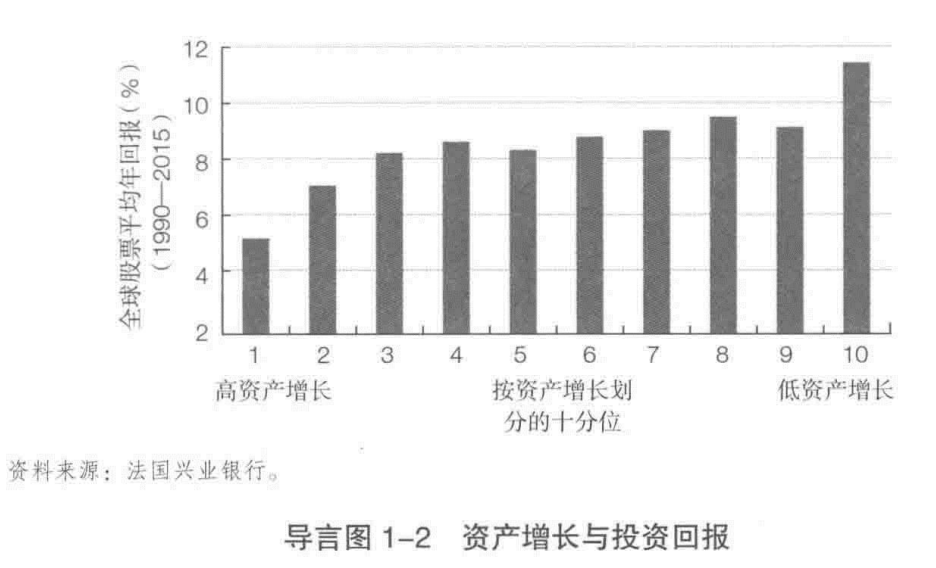 全球股票平均年回报（%）
（1990—2015）
12
10
8
6
4
2
1 2 3 4 5 6 7 8 9 10
高资产增长 按资产增长划 低资产增长
分的十分位
资料来源：法国兴业银行。
导言图 1-2 资产增长与投资回报